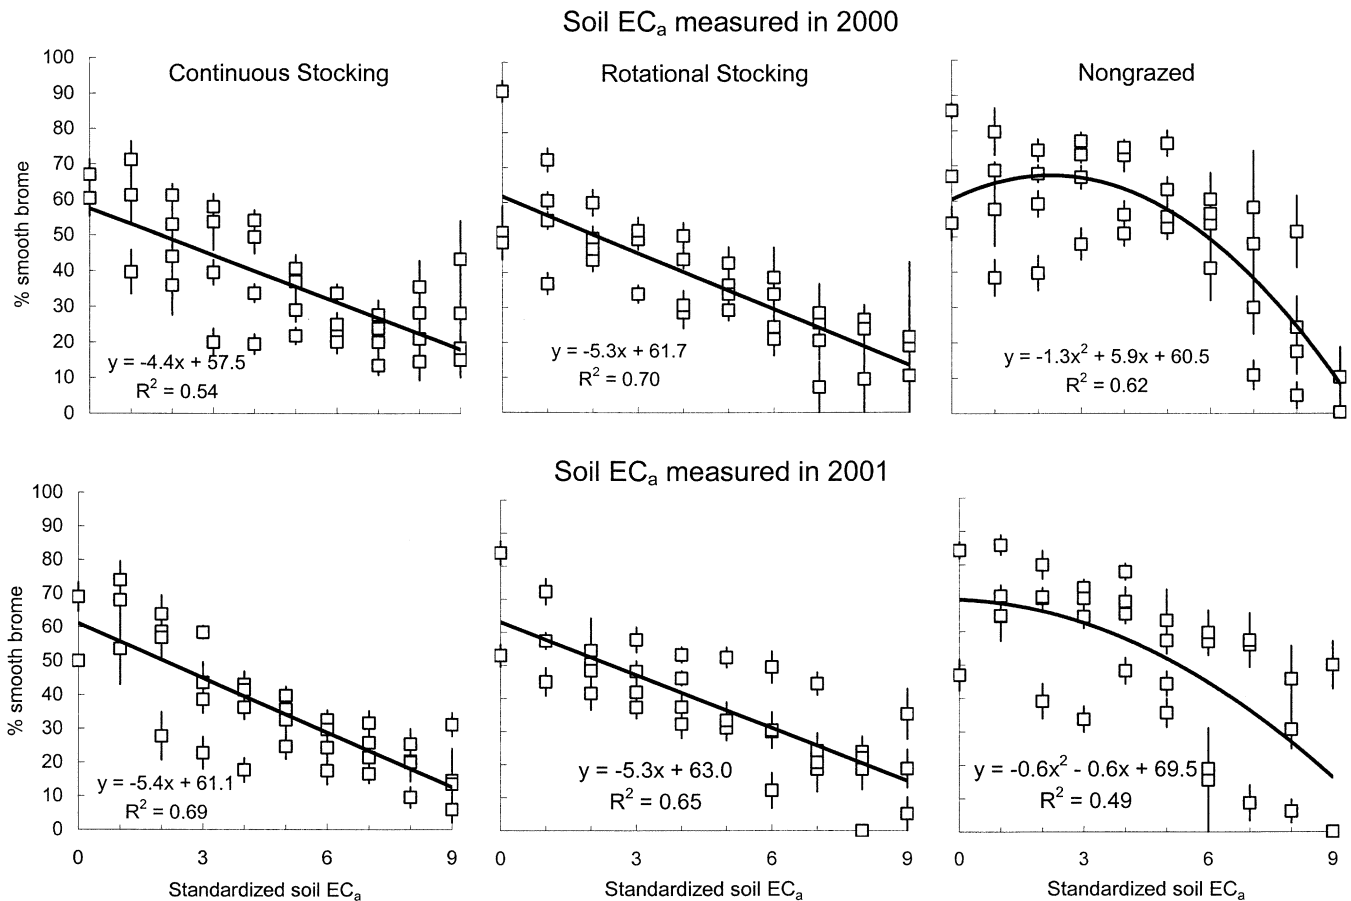 Soil ECa measured in 2000
Continuous Stocking
Rotational Stocking
Nongrazed
% smooth brome
100
90
80
70
60
50
40
30
20
10
0
y = -4.4x + 57.5
R² = 0.54
y = -5.3x + 61.7
R² = 0.70
y = -1.3x² + 5.9x + 60.5
R² = 0.62
Soil ECa measured in 2001
% smooth brome
100
90
80
70
60
50
40
30
20
10
0
y = -5.4x + 61.1
R² = 0.69
y = -5.3x + 63.0
R² = 0.65
y = -0.6x² - 0.6x + 69.5
R² = 0.49
0 3 6 9
0 3 6 9
0 3 6 9
Standardized soil ECa
Standardized soil ECa
Standardized soil ECa